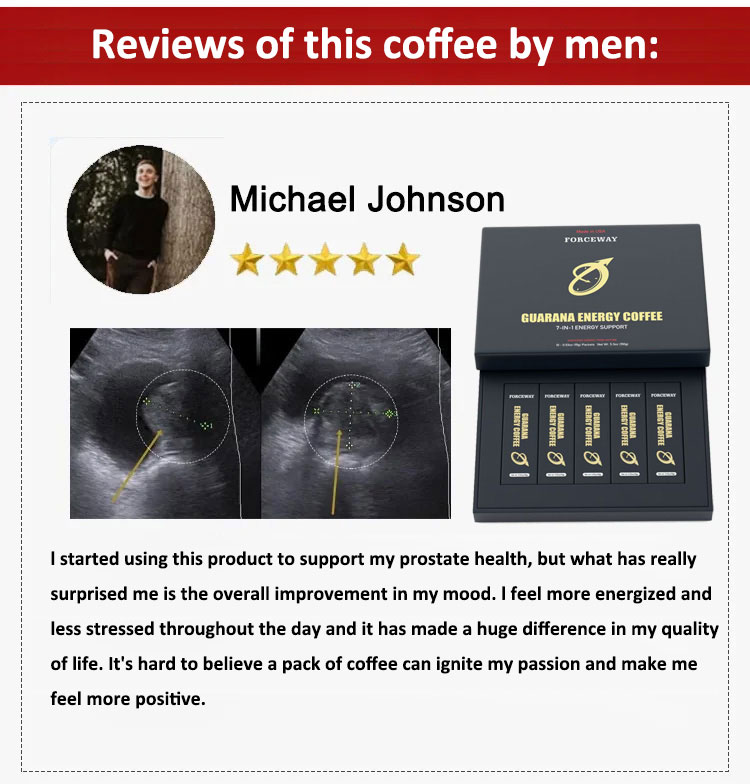 Reviews of this coffee by men:
Michael Johnson
Made in USA
FORCEWAY
GUARANA ENERGY COFFEE
7-IN-1 ENERGY SUPPORT
FORCEWAY FORCEWAY FORCEWAY FORCEWAY FORCEWAY
GUARANA ENERGY COFFEE GUARANA ENERGY COFFEE GUARANA ENERGY COFFEE GUARANA ENERGY COFFEE GUARANA ENERGY COFFEE
I started using this product to support my prostate health, but what has really
surprised me is the overall improvement in my mood. I feel more energized and
less stressed throughout the day and it has made a huge difference in my quality
of life. It's hard to believe a pack of coffee can ignite my passion and make me
feel more positive.